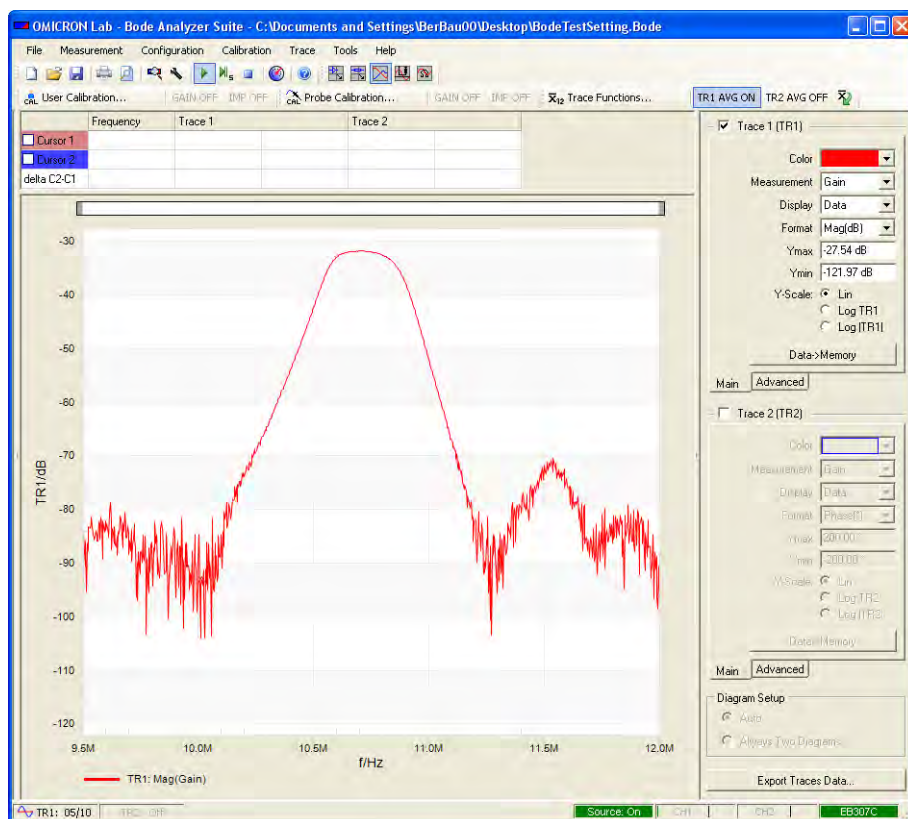 OMICRON Lab - Bode Analyzer Suite - C:\Documents and Settings\BerBau00\Desktop\BodeTestSetting.Bode
File Measurement Configuration Calibration Trace Tools Help
CAL User Calibration... GAIN OFF IMP OFF CAL Probe Calibration... GAIN OFF IMP OFF X12 Trace Functions... TR1 AVG ON TR2 AVG OFF
Frequency Trace 1 Trace 2
Cursor 1
Cursor 2
delta C2-C1
TR1/dB
-30
-40
-50
-60
-70
-80
-90
-100
-110
-120
9.5M 10.0M 10.5M 11.0M 11.5M 12.0M
f/Hz
TR1: Mag(Gain)
Trace 1 (TR1)
Color
Measurement Gain
Display Data
Format Mag(dB)
Ymax -27.54 dB
Ymin -121.97 dB
Y-Scale: Lin
Log TR1
Log |TR1|
Data->Memory
Main Advanced
Trace 2 (TR2)
Color
Measurement Gain
Display Data
Format Phase(°)
Ymax 200.00
Ymin -200.00
Y-Scale: Lin
Log TR2
Log |TR2|
Data->Memory
Main Advanced
Diagram Setup
Auto
Always Two Diagrams
Export Traces Data...
TR1: 05/10 TR2: Off Source: On CH1 CH2 EB307C